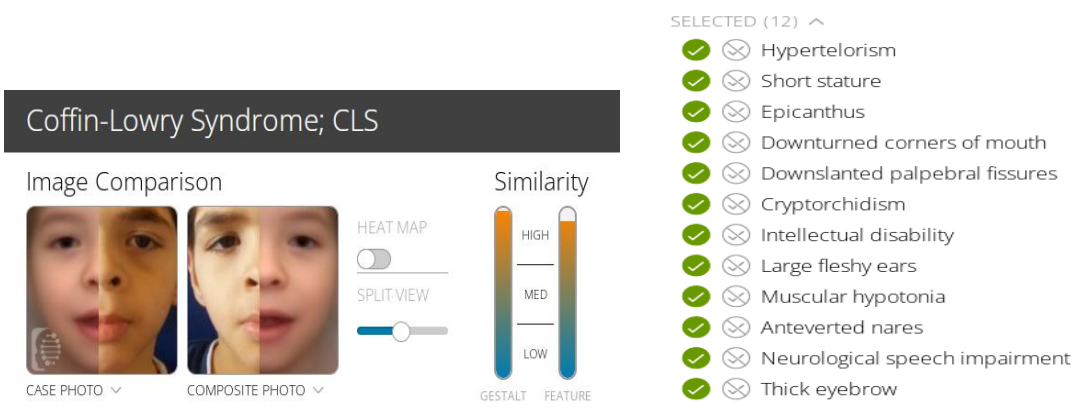 Coffin-Lowry Syndrome; CLS
Image Comparison
Similarity
HEAT MAP
SPLIT VIEW
HIGH
MED
LOW
CASE PHOTO
COMPOSITE PHOTO
GESTALT
FEATURE
SELECTED (12)
Hypertelorism
Short stature
Epicanthus
Downturned corners of mouth
Downslanted palpebral fissures
Cryptorchidism
Intellectual disability
Large fleshy ears
Muscular hypotonia
Anteverted nares
Neurological speech impairment
Thick eyebrow